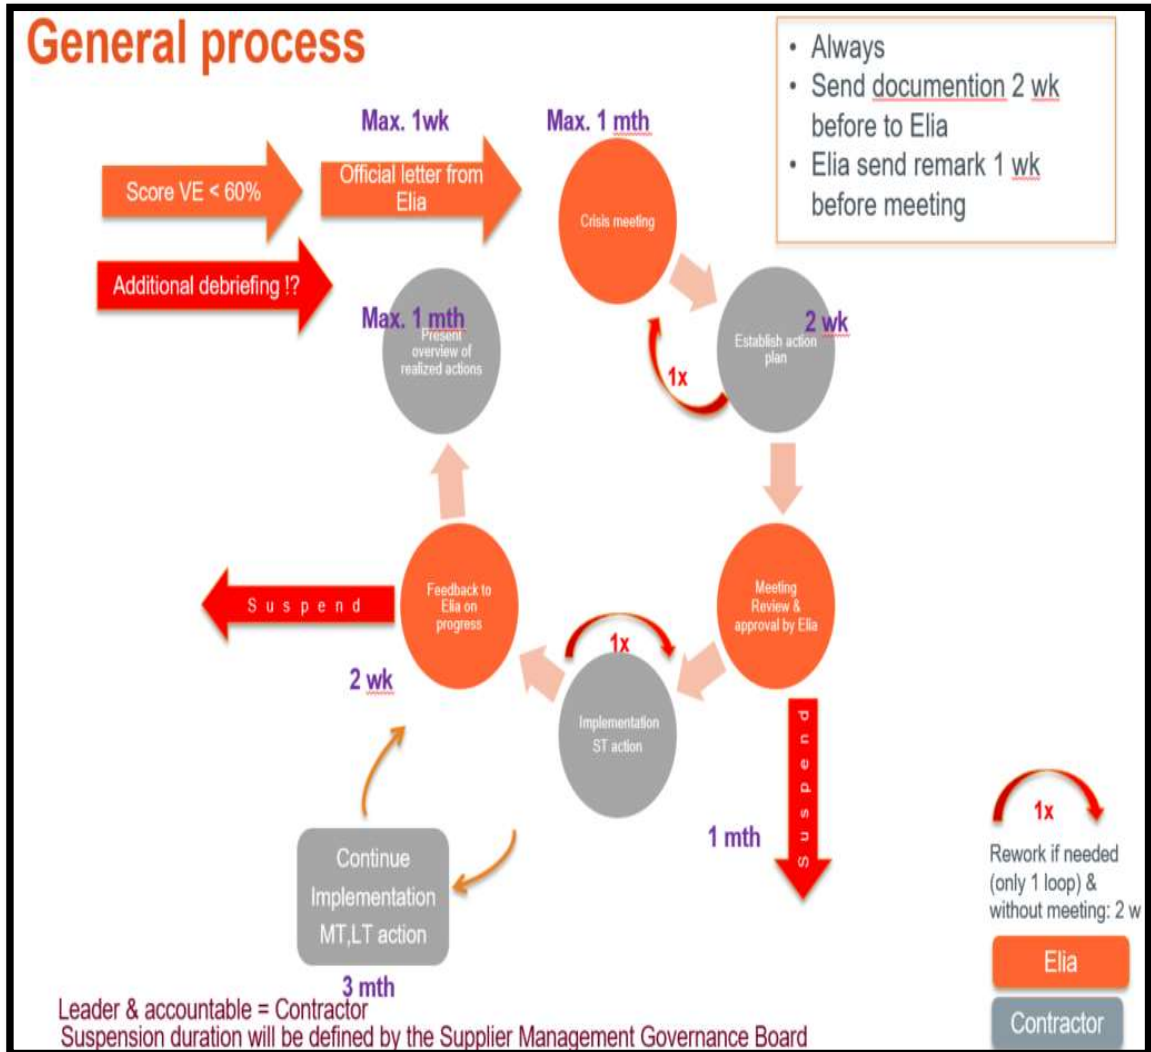 General process
• Always
• Send documention 2 wk
before to Elia
• Elia send remark 1 wk
before meeting
Max. 1wk
Max. 1 mth
Score VE < 60%
Official letter from
Elia
Crisis meeting
Additional debriefing !?
Max. 1 mth
Present
overview of
realized actions
2 wk
Establish action
plan
1x
Feedback to
Elia on
progress
Suspend
2 wk
1x
Implementation
ST action
Meeting
Review &
approval by Elia
Suspend
1 mth
Continue
Implementation
MT,LT action
3 mth
1x
Rework if needed
(only 1 loop) &
without meeting: 2 w
Elia
Contractor
Leader & accountable = Contractor
Suspension duration will be defined by the Supplier Management Governance Board